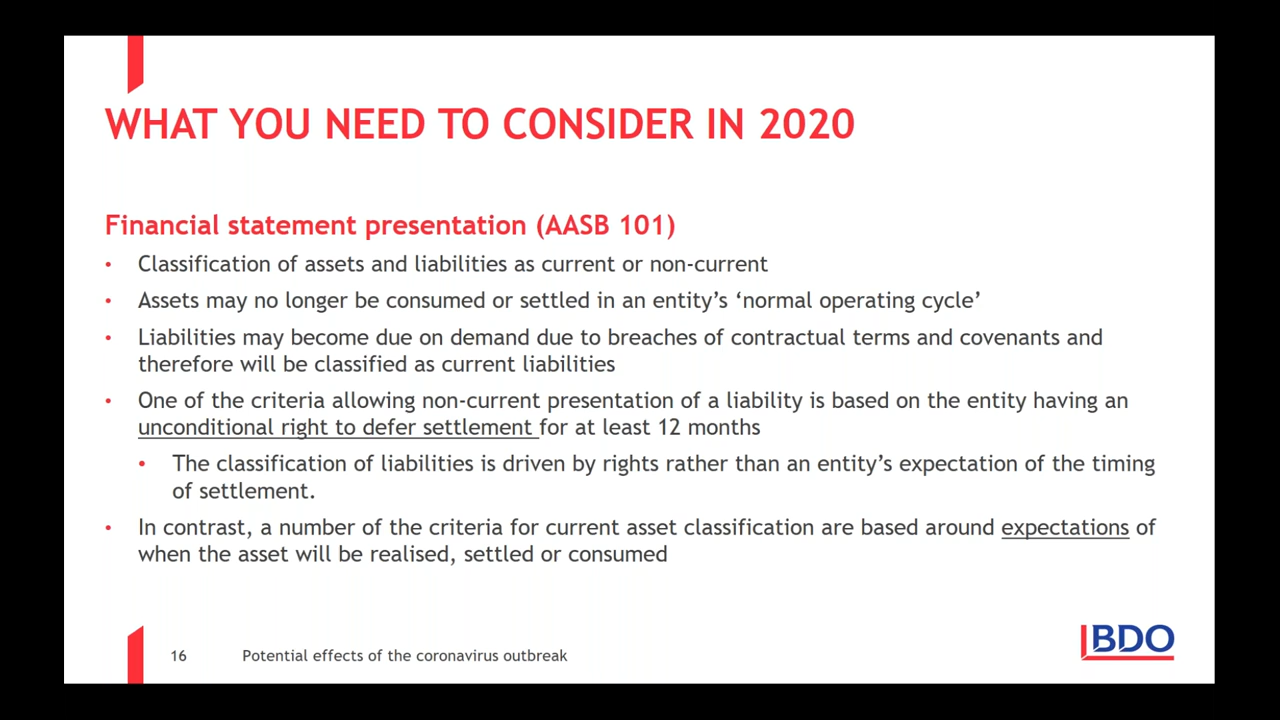 WHAT YOU NEED TO CONSIDER IN 2020
Financial statement presentation (AASB 101)
• Classification of assets and liabilities as current or non-current
• Assets may no longer be consumed or settled in an entity’s ‘normal operating cycle’
• Liabilities may become due on demand due to breaches of contractual terms and covenants and
therefore will be classified as current liabilities
• One of the criteria allowing non-current presentation of a liability is based on the entity having an
unconditional right to defer settlement for at least 12 months
• The classification of liabilities is driven by rights rather than an entity’s expectation of the timing
of settlement.
• In contrast, a number of the criteria for current asset classification are based around expectations of
when the asset will be realised, settled or consumed
16 Potential effects of the coronavirus outbreak
BDO